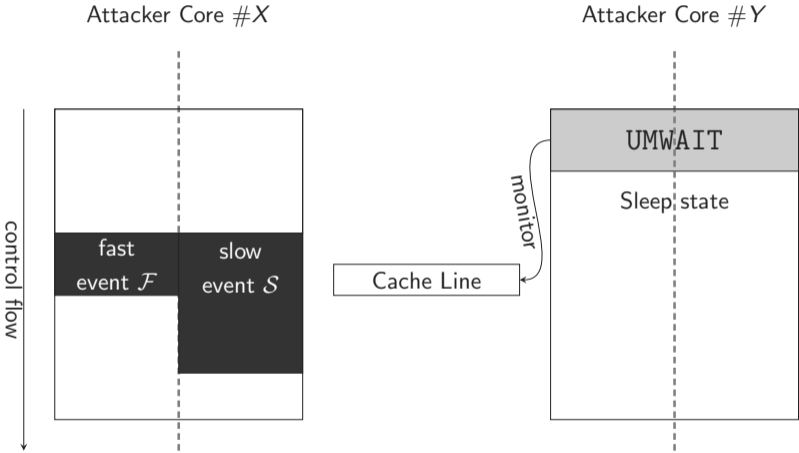 Attacker Core #X
Attacker Core #Y
UMWAIT
Sleep state
monitor
control flow
fast
event ℱ
slow
event 𝒮
Cache Line